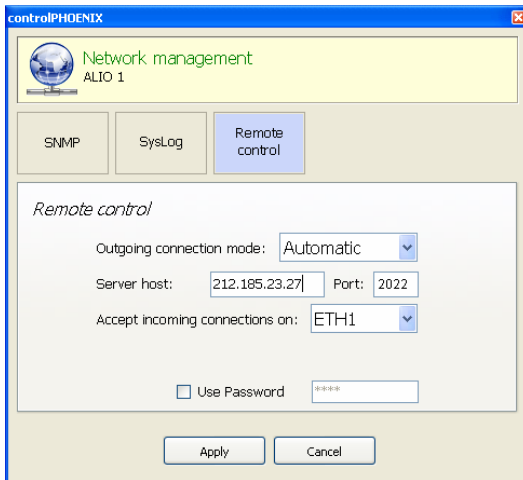 controlPHOENIX
Network management
ALIO 1
SNMP
SysLog
Remote
control
Remote control
Outgoing connection mode: Automatic
Server host: 212.185.23.27 Port: 2022
Accept incoming connections on: ETH1
Use Password ****
Apply Cancel